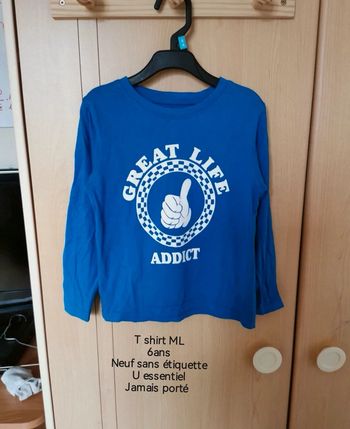 GREAT LIFE
ADDICT
T shirt ML
6ans
Neuf sans étiquette
U essentiel
Jamais porté